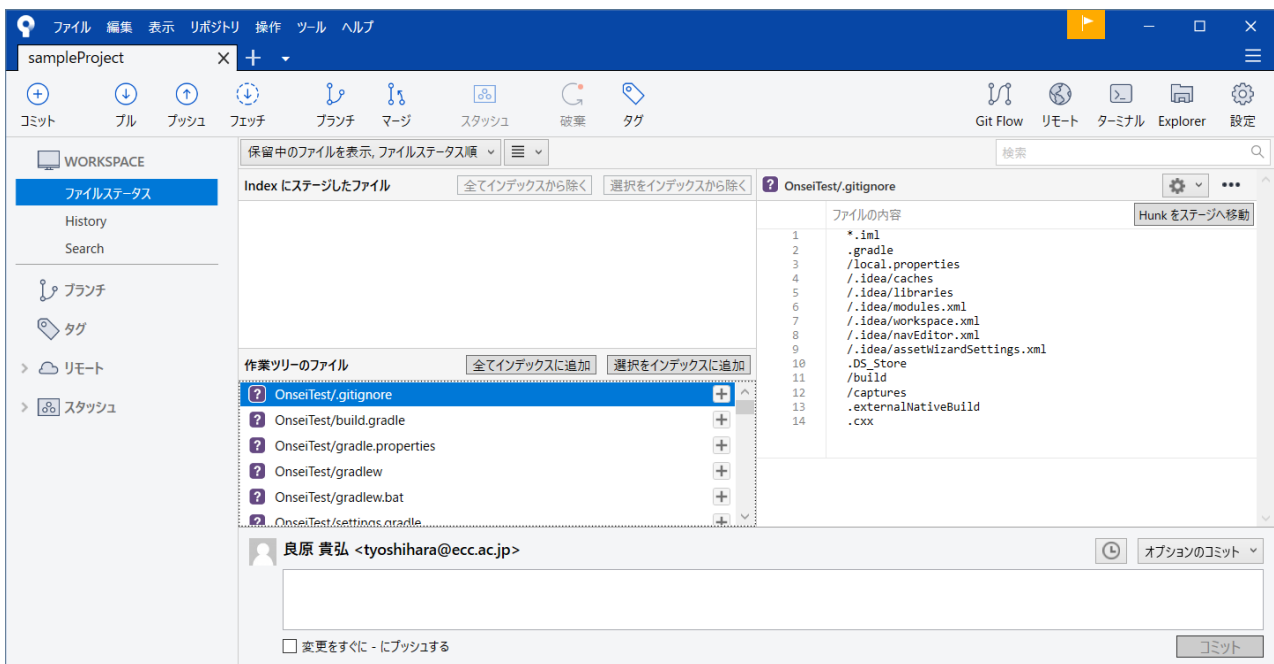 ファイル 編集 表示 リポジトリ 操作 ツール ヘルプ
sampleProject
コミット プル プッシュ フェッチ ブランチ マージ スタッシュ 破棄 タグ Git Flow リモート ターミナル Explorer 設定
WORKSPACE
ファイルステータス
History
Search
ブランチ
タグ
リモート
スタッシュ
保留中のファイルを表示, ファイルステータス順
検索
Index にステージしたファイル 全てインデックスから除く 選択をインデックスから除く
作業ツリーのファイル 全てインデックスに追加 選択をインデックスに追加
OnseiTest/.gitignore
OnseiTest/build.gradle
OnseiTest/gradle.properties
OnseiTest/gradlew
OnseiTest/gradlew.bat
OnseiTest/settings.gradle
OnseiTest/.gitignore
ファイルの内容 Hunk をステージへ移動
1 *.iml
2 .gradle
3 /local.properties
4 /.idea/caches
5 /.idea/libraries
6 /.idea/modules.xml
7 /.idea/workspace.xml
8 /.idea/navEditor.xml
9 /.idea/assetWizardSettings.xml
10 .DS_Store
11 /build
12 /captures
13 .externalNativeBuild
14 .cxx
良原 貴弘 <tyoshihara@ecc.ac.jp>
オプションのコミット
変更をすぐに - にプッシュする
コミット